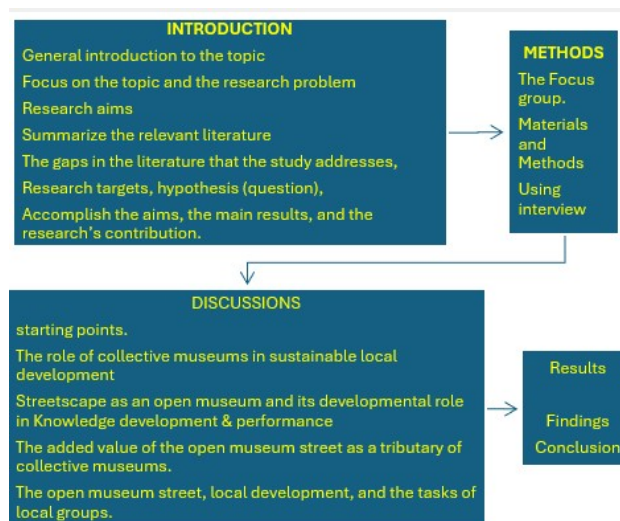 INTRODUCTION
General introduction to the topic
Focus on the topic and the research problem
Research aims
Summarize the relevant literature
The gaps in the literature that the study addresses,
Research targets, hypothesis (question),
Accomplish the aims, the main results, and the
research's contribution.
METHODS
The Focus
group.
Materials
and
Methods
Using
interview
DISCUSSIONS
starting points.
The role of collective museums in sustainable local
development
Streetscape as an open museum and its developmental role
in Knowledge development & performance
The added value of the open museum street as a tributary of
collective museums.
The open museum street, local development, and the tasks of
local groups.
Results
Findings
Conclusion